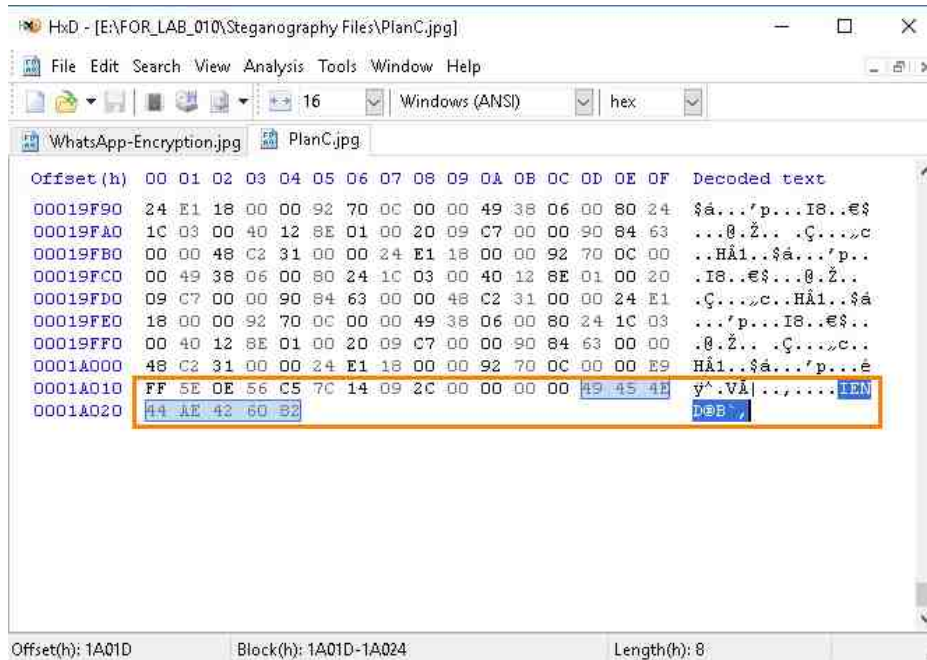 HxD - [E:\FOR_LAB_010\Steganography Files\PlanC.jpg]
File Edit Search View Analysis Tools Window Help
16 Windows (ANSI) hex
WhatsApp-Encryption.jpg PlanC.jpg
Offset(h) 00 01 02 03 04 05 06 07 08 09 0A 0B 0C 0D 0E 0F Decoded text
00019F90 24 E1 18 00 00 92 70 0C 00 00 49 38 06 00 80 24 $á...’p...I8..€$
00019FA0 1C 03 00 40 12 8E 01 00 20 09 C7 00 00 90 84 63 ...@.Ž.. .Ç...„c
00019FB0 00 00 48 C2 31 00 00 24 E1 18 00 00 92 70 0C 00 ..HÂ1..$á...’p..
00019FC0 00 49 38 06 00 80 24 1C 03 00 40 12 8E 01 00 20 .I8..€$...@.Ž..
00019FD0 09 C7 00 00 90 84 63 00 00 48 C2 31 00 00 24 E1 .Ç...„c..HÂ1..$á
00019FE0 18 00 00 92 70 0C 00 00 49 38 06 00 80 24 1C 03 ...’p...I8..€$..
00019FF0 00 40 12 8E 01 00 20 09 C7 00 00 90 84 63 00 00 .@.Ž.. .Ç...„c..
0001A000 48 C2 31 00 00 24 E1 18 00 00 92 70 0C 00 00 E9 HÂ1..$á...’p...é
0001A010 FF 5E 0E 56 C5 7C 14 09 2C 00 00 00 00 49 45 4E ÿ^.VÅ|..,....IEN
0001A020 44 AE 42 60 82 D®B`‚
Offset(h): 1A01D Block(h): 1A01D-1A024 Length(h): 8